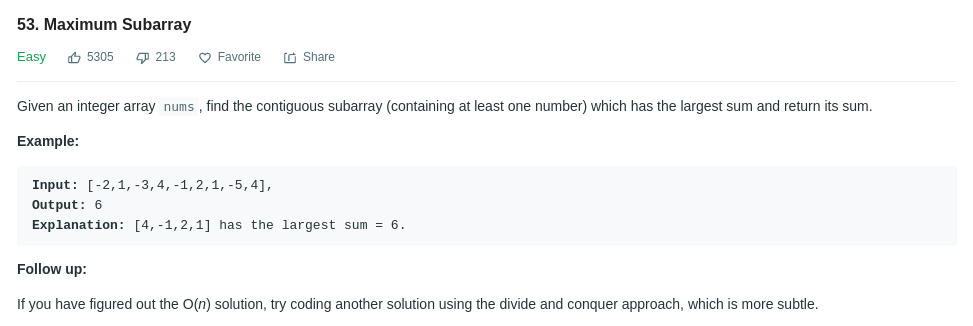 53. Maximum Subarray
Easy 5305 213 Favorite Share
Given an integer array nums, find the contiguous subarray (containing at least one number) which has the largest sum and return its sum.
Example:
Input: [-2,1,-3,4,-1,2,1,-5,4],
Output: 6
Explanation: [4,-1,2,1] has the largest sum = 6.
Follow up:
If you have figured out the O(n) solution, try coding another solution using the divide and conquer approach, which is more subtle.